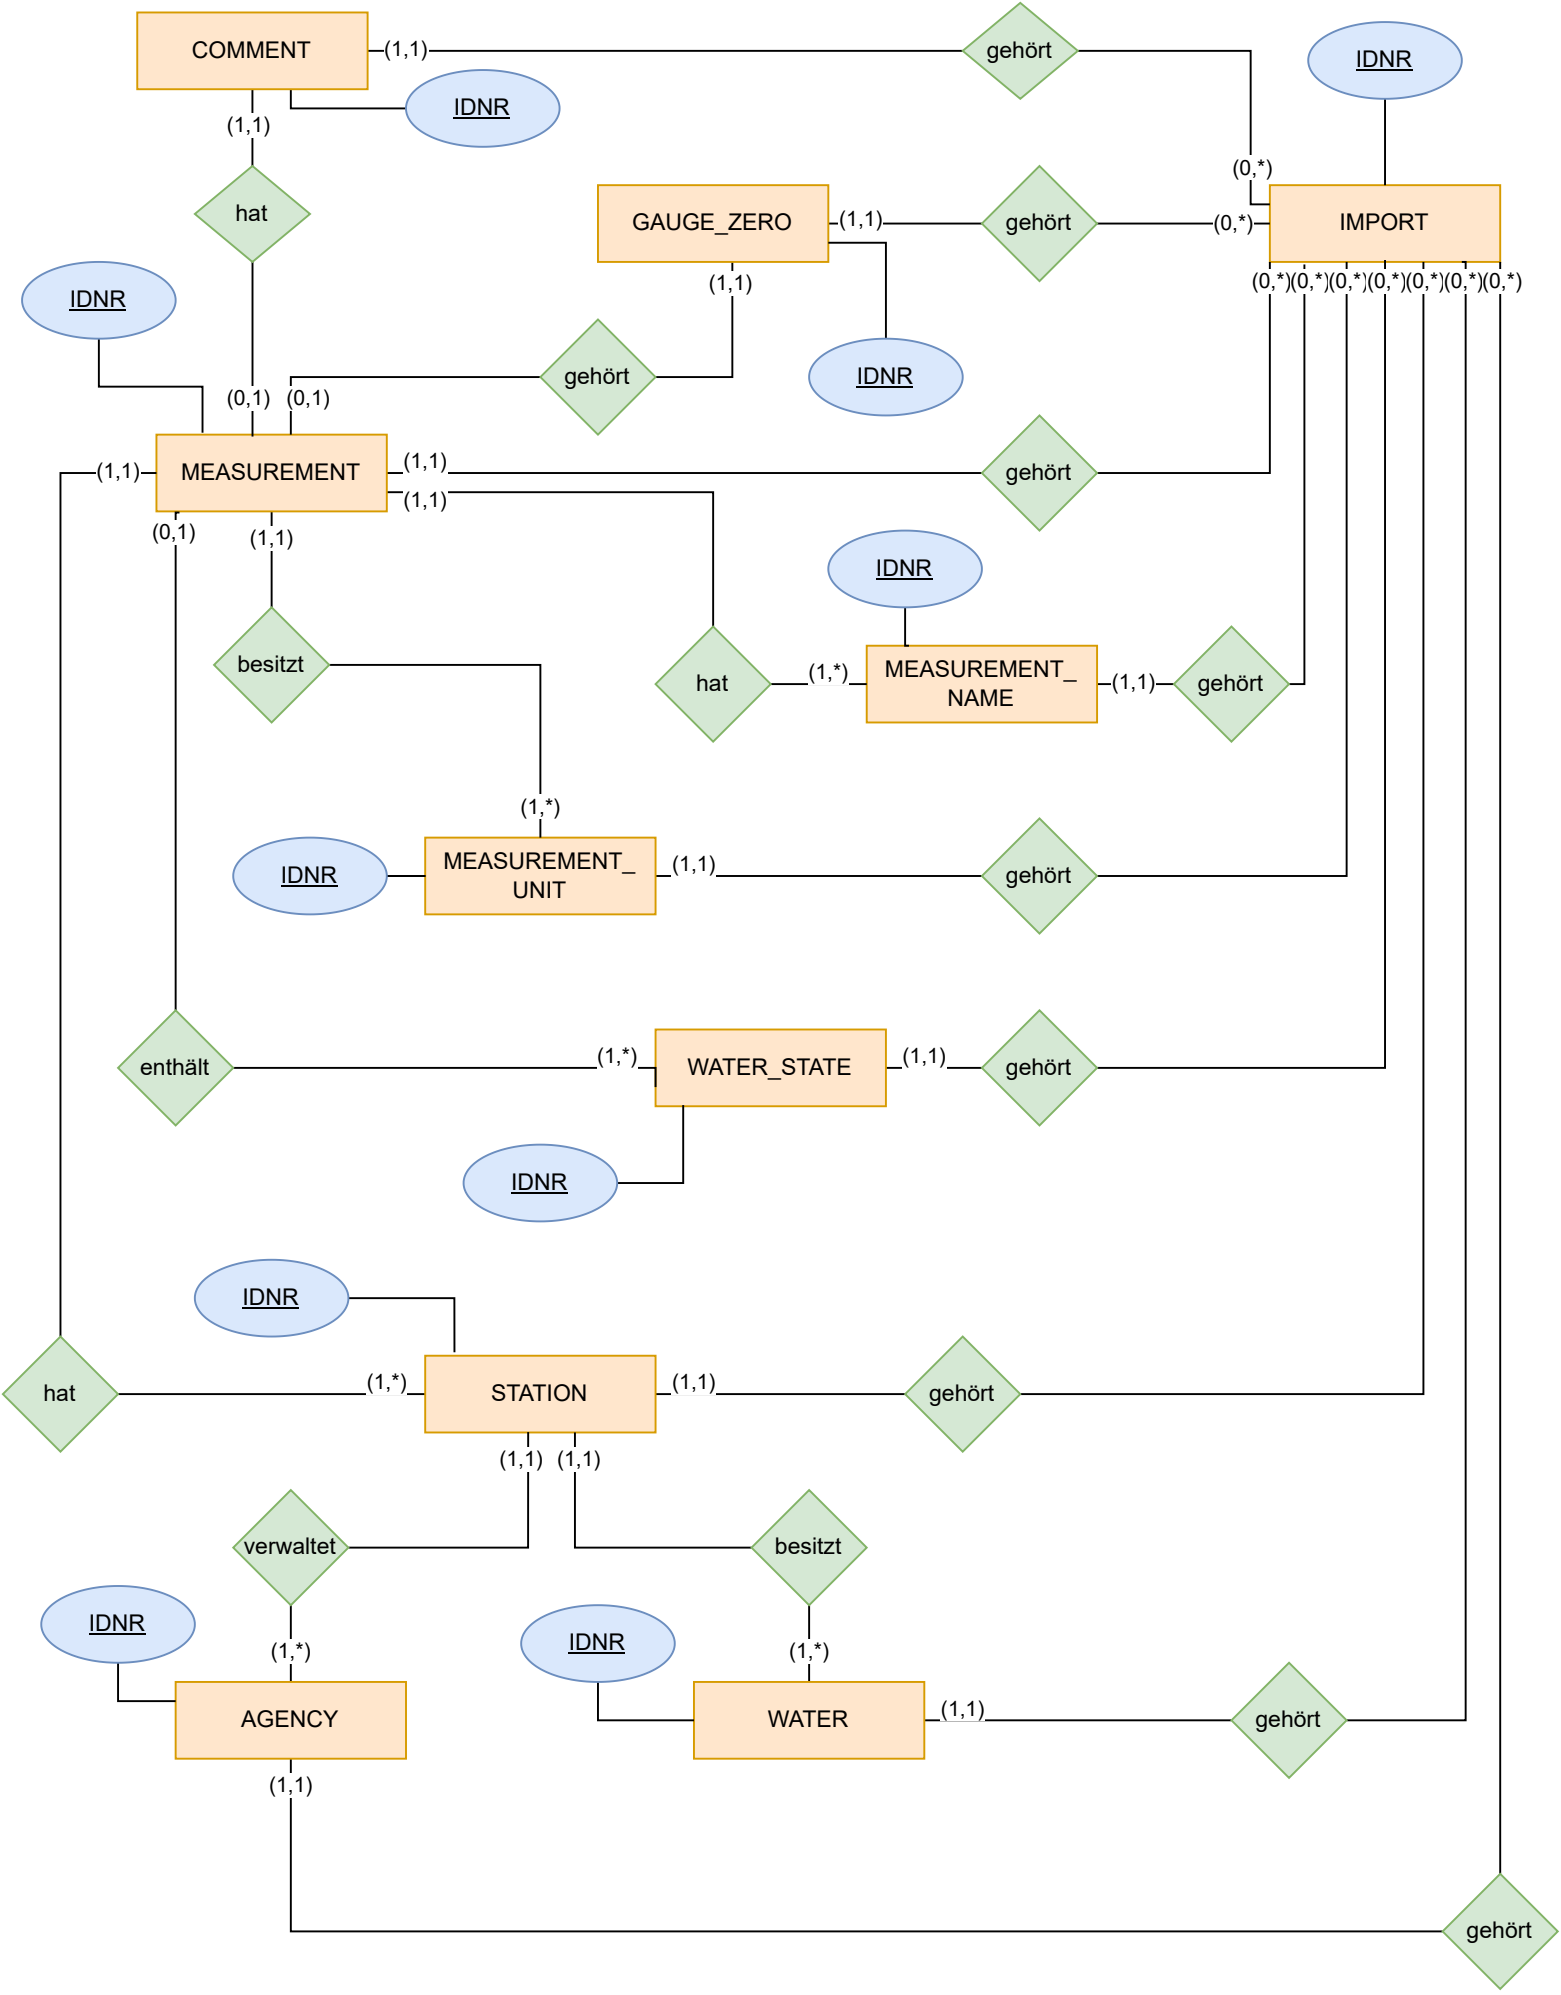 COMMENT
(1,1)
gehört
IDNR
IDNR
(1,1)
(0,*)
hat
GAUGE_ZERO
(1,1)
gehört
(0,*)
IMPORT
(1,1)
(0,*)
(0,*)
(0,*)
(0,*)
(0,*)
(0,*)
(0,*)
IDNR
gehört
IDNR
(0,1)
(0,1)
MEASUREMENT
(1,1)
(1,1)
gehört
(1,1)
(0,1)
(1,1)
IDNR
besitzt
hat
(1,*)
MEASUREMENT_
NAME
(1,1)
gehört
(1,*)
IDNR
MEASUREMENT_
UNIT
(1,1)
gehört
enthält
(1,*)
WATER_STATE
(1,1)
gehört
IDNR
IDNR
hat
(1,*)
STATION
(1,1)
gehört
(1,1)
(1,1)
verwaltet
besitzt
IDNR
IDNR
(1,*)
(1,*)
AGENCY
WATER
(1,1)
gehört
(1,1)
gehört